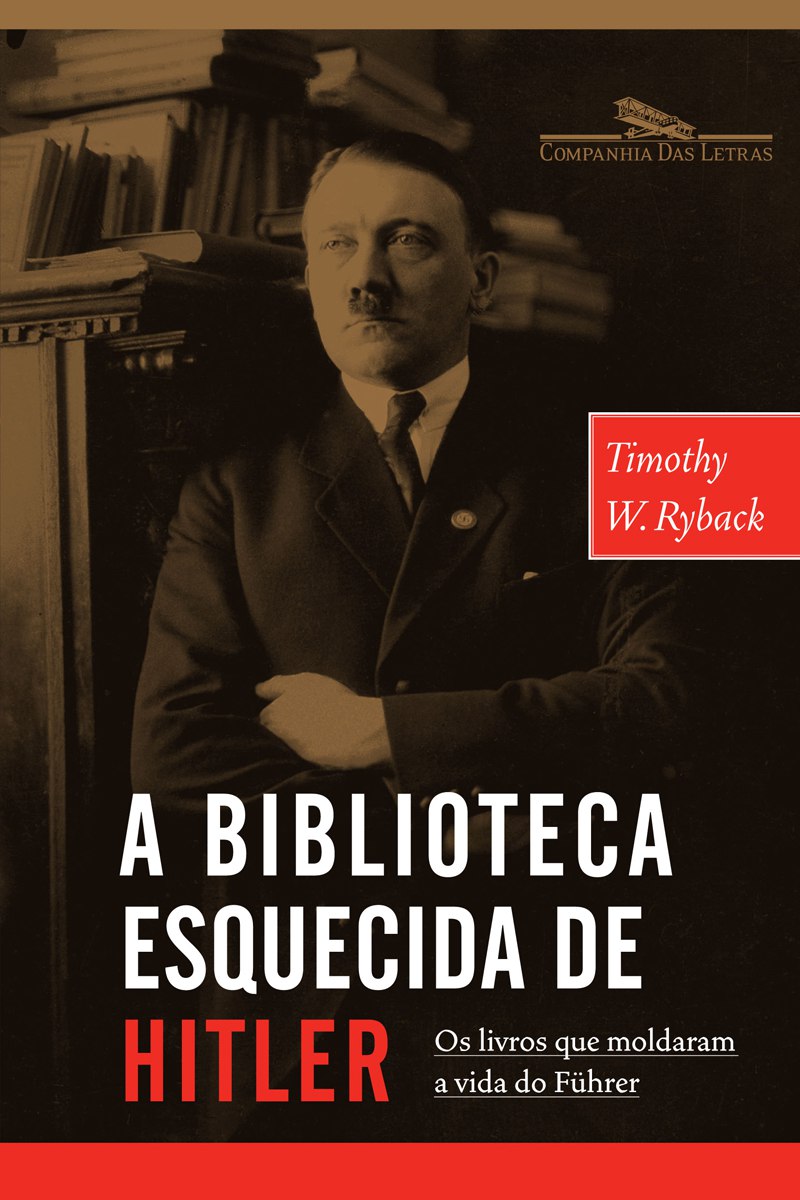 COMPANHIA DAS LETRAS
Timothy
W. Ryback
A BIBLIOTECA
ESQUECIDA DE
HITLER
Os livros que moldaram
a vida do Führer